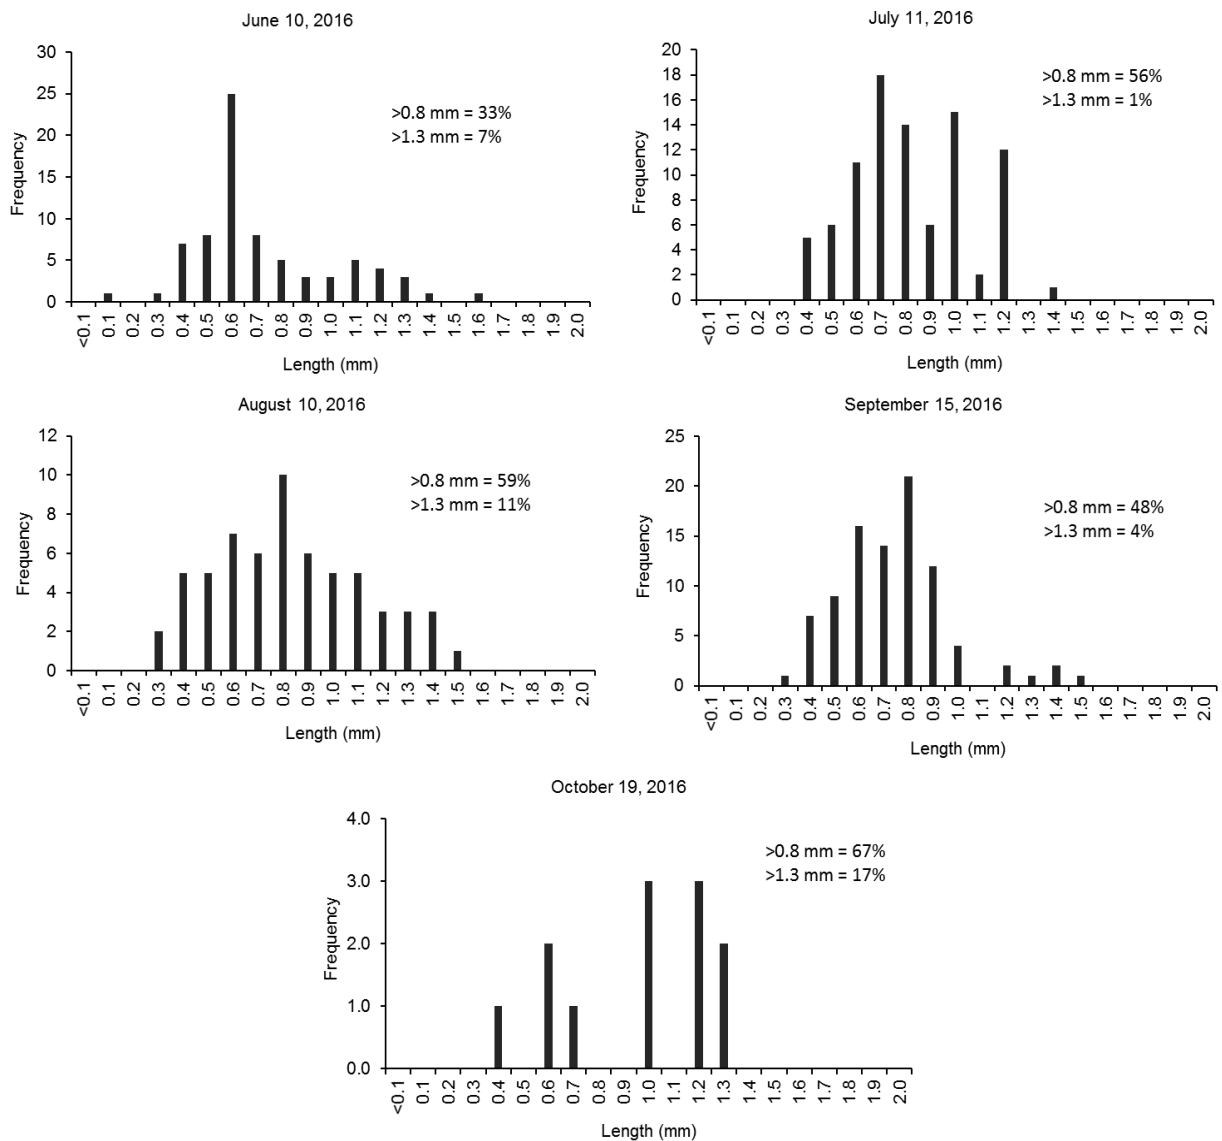 June 10, 2016
30
25
20
15
10
5
0
Frequency
>0.8 mm = 33%
>1.3 mm = 7%
<0.1 0.1 0.2 0.3 0.4 0.5 0.6 0.7 0.8 0.9 1.0 1.1 1.2 1.3 1.4 1.5 1.6 1.7 1.8 1.9 2.0
Length (mm)
July 11, 2016
20
18
16
14
12
10
8
6
4
2
0
Frequency
>0.8 mm = 56%
>1.3 mm = 1%
<0.1 0.1 0.2 0.3 0.4 0.5 0.6 0.7 0.8 0.9 1.0 1.1 1.2 1.3 1.4 1.5 1.6 1.7 1.8 1.9 2.0
Length (mm)
August 10, 2016
12
10
8
6
4
2
0
Frequency
>0.8 mm = 59%
>1.3 mm = 11%
<0.1 0.1 0.2 0.3 0.4 0.5 0.6 0.7 0.8 0.9 1.0 1.1 1.2 1.3 1.4 1.5 1.6 1.7 1.8 1.9 2.0
Length (mm)
September 15, 2016
25
20
15
10
5
0
Frequency
>0.8 mm = 48%
>1.3 mm = 4%
<0.1 0.1 0.2 0.3 0.4 0.5 0.6 0.7 0.8 0.9 1.0 1.1 1.2 1.3 1.4 1.5 1.6 1.7 1.8 1.9 2.0
Length (mm)
October 19, 2016
4.0
3.0
2.0
1.0
0.0
Frequency
>0.8 mm = 67%
>1.3 mm = 17%
<0.1 0.1 0.2 0.3 0.4 0.5 0.6 0.7 0.8 0.9 1.0 1.1 1.2 1.3 1.4 1.5 1.6 1.7 1.8 1.9 2.0
Length (mm)